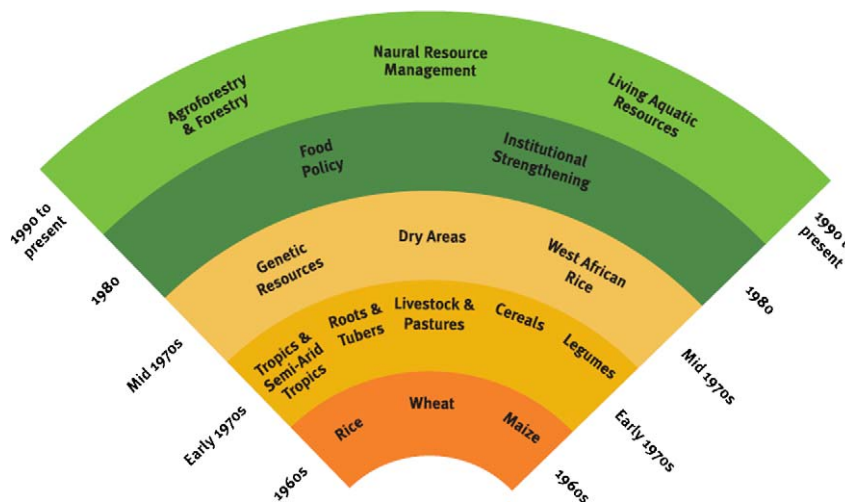 Agroforestry
& Forestry
Naural Resource
Management
Living Aquatic
Resources
1990 to
present
1990 to
present
Food
Policy
Institutional
Strengthening
1980
1980
Genetic
Resources
Dry Areas
West African
Rice
Mid 1970s
Mid 1970s
Tropics &
Semi-Arid
Tropics
Roots &
Tubers
Livestock &
Pastures
Cereals
Legumes
Early 1970s
Early 1970s
Rice
Wheat
Maize
1960s
1960s